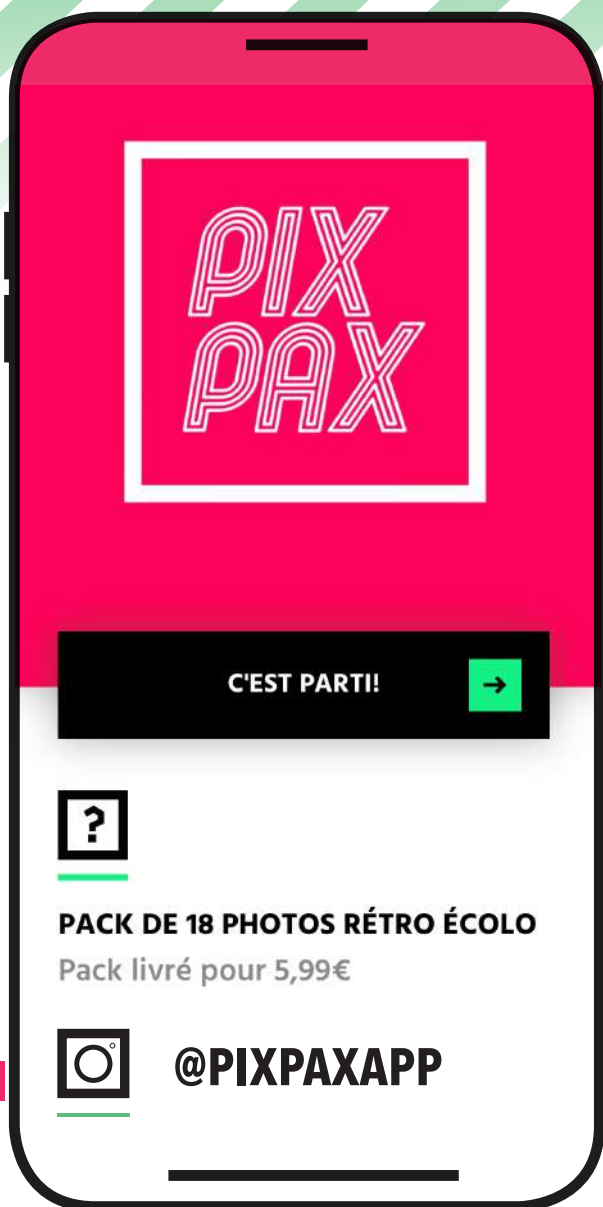 PIX
PAX
C'EST PARTI!
?
PACK DE 18 PHOTOS RÉTRO ÉCOLO
Pack livré pour 5,99€
@PIXPAXAPP